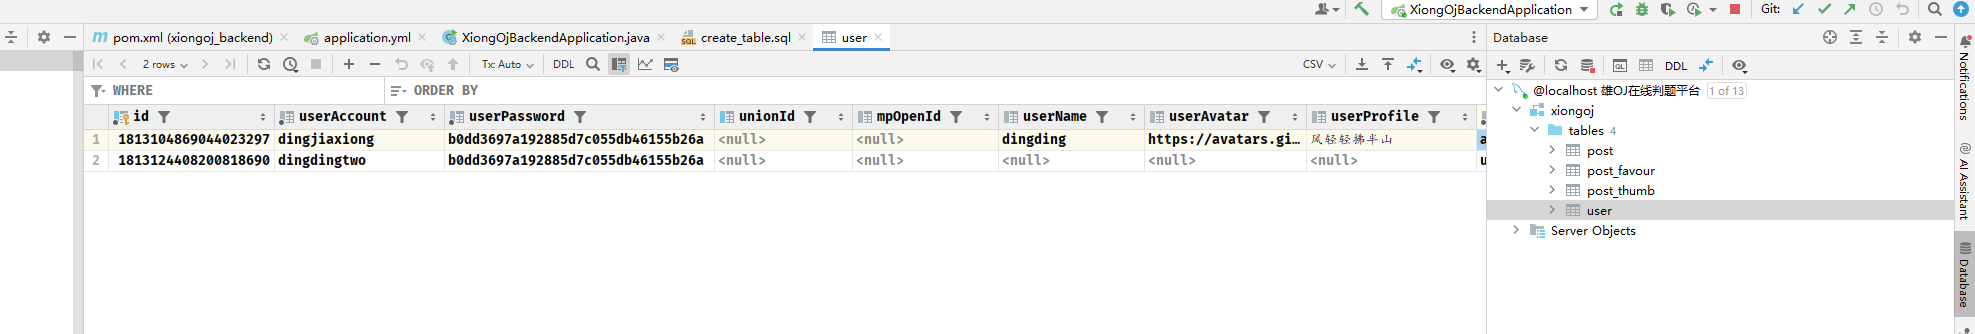 XiongOjBackendApplication
Git:
pom.xml (xiongoj_backend)
application.yml
XiongOjBackendApplication.java
create_table.sql
user
Database
2 rows
Tx: Auto
DDL
CSV
DDL
WHERE
ORDER BY
@localhost 雄OJ在线判题平台 1 of 13
id userAccount userPassword unionId mpOpenId userName userAvatar userProfile
xiongoj
1 1813104869044023297 dingjiaxiong b0dd3697a192885d7c055db46155b26a <null> <null> dingding https://avatars.gi… 风轻轻拂半山 a
tables 4
2 1813124408200818690 dingdingtwo b0dd3697a192885d7c055db46155b26a <null> <null> <null> <null> <null> u
post
post_favour
post_thumb
user
Server Objects
Notifications
AI Assistant
Database